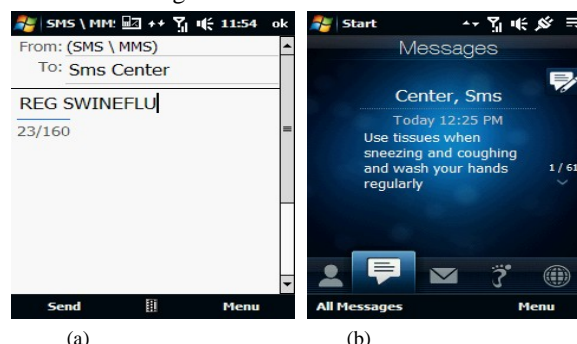 SMS \ MM: 11:54 ok
From: (SMS \ MMS)
To: Sms Center
REG SWINEFLU
23/160
Send Menu
(a)
Start
Messages
Center, Sms
Today 12:25 PM
Use tissues when
sneezing and coughing
and wash your hands
regularly
1 / 61
All Messages Menu
(b)